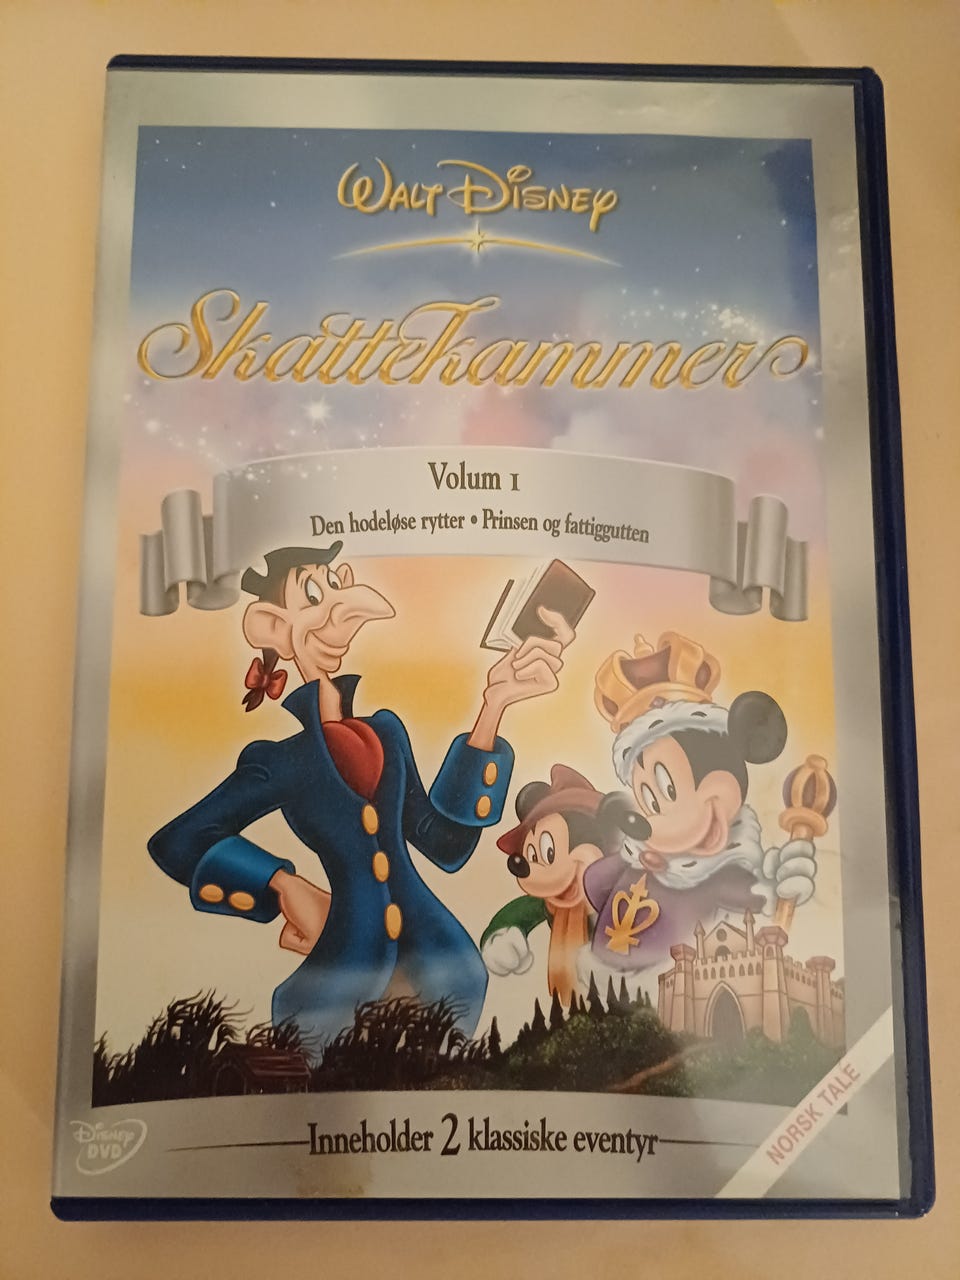 WALT DISNEY
Skattekammer
Volum 1
Den hodeløse rytter • Prinsen og fattiggutten
Inneholder 2 klassiske eventyr
NORSK TALE
DISNEY
DVD